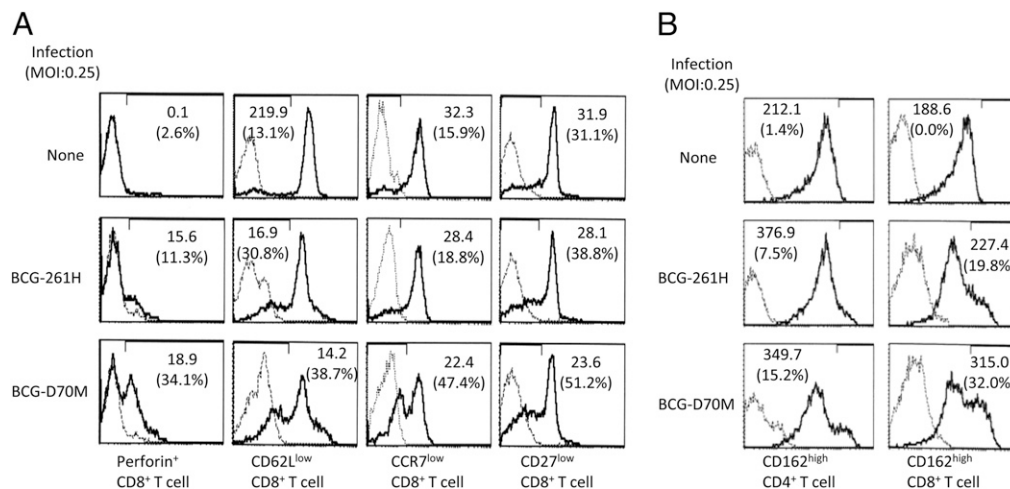 A
B
Infection
(MOI:0.25)
Infection
(MOI:0.25)
None
0.1
(2.6%)
219.9
(13.1%)
32.3
(15.9%)
31.9
(31.1%)
None
212.1
(1.4%)
188.6
(0.0%)
BCG-261H
15.6
(11.3%)
16.9
(30.8%)
28.4
(18.8%)
28.1
(38.8%)
BCG-261H
376.9
(7.5%)
227.4
(19.8%)
BCG-D70M
18.9
(34.1%)
14.2
(38.7%)
22.4
(47.4%)
23.6
(51.2%)
BCG-D70M
349.7
(15.2%)
315.0
(32.0%)
Perforin⁺
CD8⁺ T cell
CD62Lˡᵒʷ
CD8⁺ T cell
CCR7ˡᵒʷ
CD8⁺ T cell
CD27ˡᵒʷ
CD8⁺ T cell
CD162ʰⁱᵍʰ
CD4⁺ T cell
CD162ʰⁱᵍʰ
CD8⁺ T cell